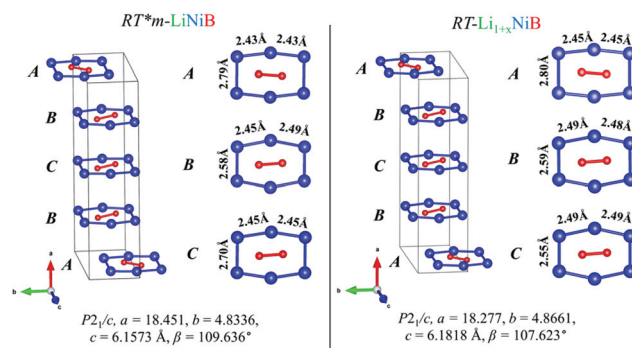 RT*m-LiNiB
A
B
C
B
A
A
2.43Å 2.43Å
2.79Å
B
2.45Å 2.49Å
2.58Å
C
2.45Å 2.45Å
2.70Å
a
b
c
P2₁/c, a = 18.451, b = 4.8336,
c = 6.1573 Å, β = 109.636°
RT-Li₁₊ₓNiB
A
B
C
B
A
A
2.45Å 2.45Å
2.80Å
B
2.49Å 2.48Å
2.59Å
C
2.49Å 2.49Å
2.55Å
a
b
c
P2₁/c, a = 18.277, b = 4.8661,
c = 6.1818 Å, β = 107.623°